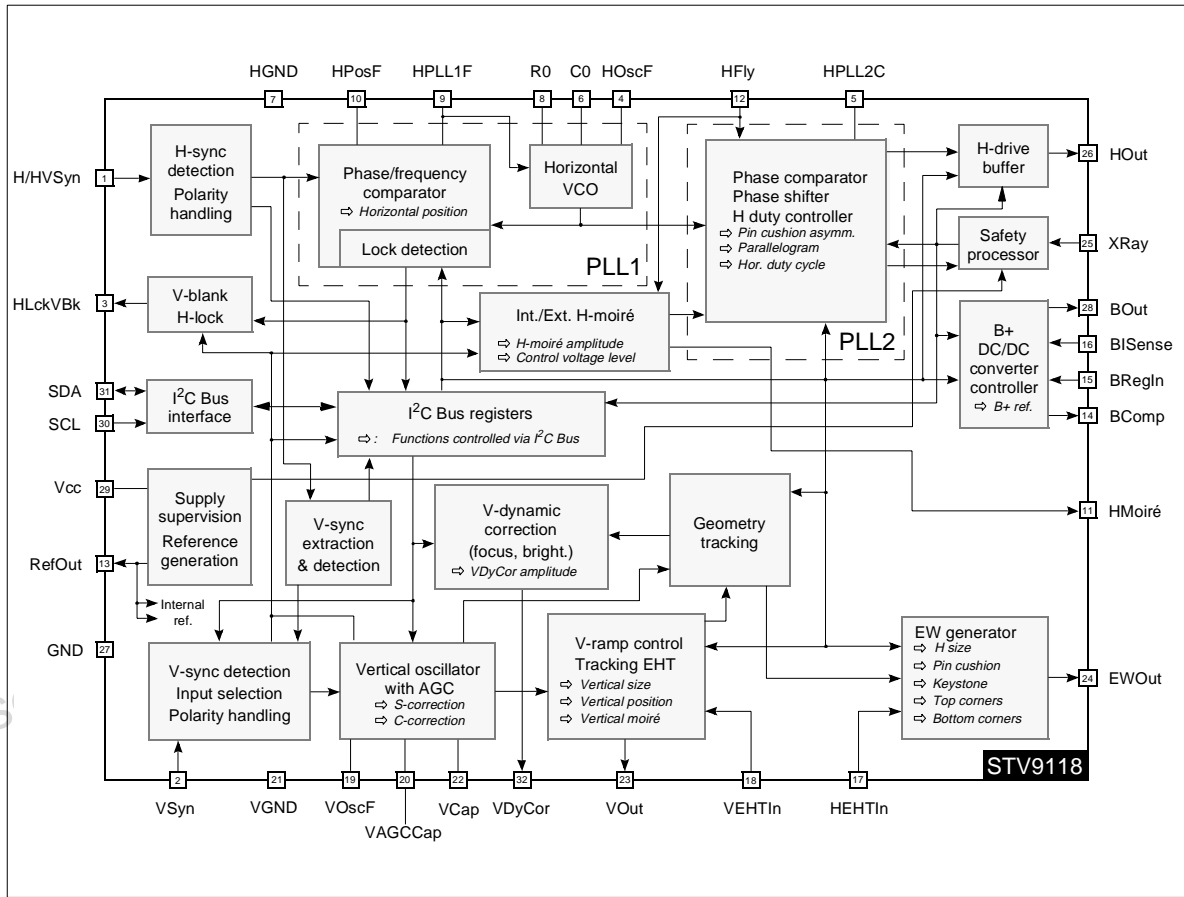 HGND
HPosF
HPLL1F
R0
C0
HOscF
HFly
HPLL2C
7
10
9
8
6
4
12
5
H/HVSyn
1
H-sync
detection
Polarity
handling
Phase/frequency
comparator
⇨ Horizontal position
Lock detection
Horizontal
VCO
PLL1
Phase comparator
Phase shifter
H duty controller
⇨ Pin cushion asymm.
⇨ Parallelogram
⇨ Hor. duty cycle
PLL2
H-drive
buffer
26
HOut
Safety
processor
25
XRay
HLckVBk
3
V-blank
H-lock
Int./Ext. H-moiré
⇨ H-moiré amplitude
⇨ Control voltage level
B+
DC/DC
converter
controller
⇨ B+ ref.
28
BOut
16
BISense
15
BRegIn
14
BComp
SDA
31
SCL
30
I2C Bus
interface
I2C Bus registers
⇨ : Functions controlled via I2C Bus
Vcc
29
Supply
supervision
Reference
generation
RefOut
13
Internal
ref.
V-sync
extraction
& detection
V-dynamic
correction
(focus, bright.)
⇨ VDyCor amplitude
Geometry
tracking
11
HMoiré
GND
27
V-sync detection
Input selection
Polarity handling
Vertical oscillator
with AGC
⇨ S-correction
⇨ C-correction
V-ramp control
Tracking EHT
⇨ Vertical size
⇨ Vertical position
⇨ Vertical moiré
EW generator
⇨ H size
⇨ Pin cushion
⇨ Keystone
⇨ Top corners
⇨ Bottom corners
24
EWOut
STV9118
2
21
19
20
22
32
23
18
17
VSyn
VGND
VOscF
VAGCCap
VCap
VDyCor
VOut
VEHTIn
HEHTIn